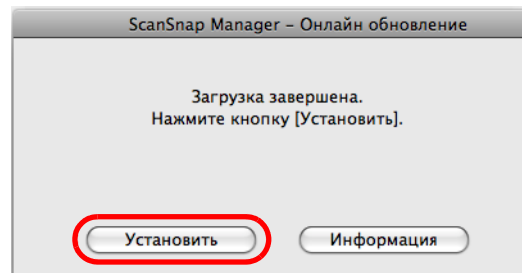 ScanSnap Manager – Онлайн обновление
Загрузка завершена.
Нажмите кнопку [Установить].
Установить Информация